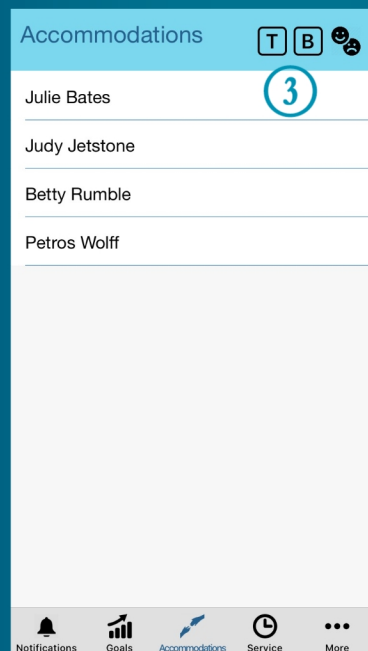 Accommodations T B
3
Julie Bates
Judy Jetstone
Betty Rumble
Petros Wolff
Notifications Goals Accommodations Service More